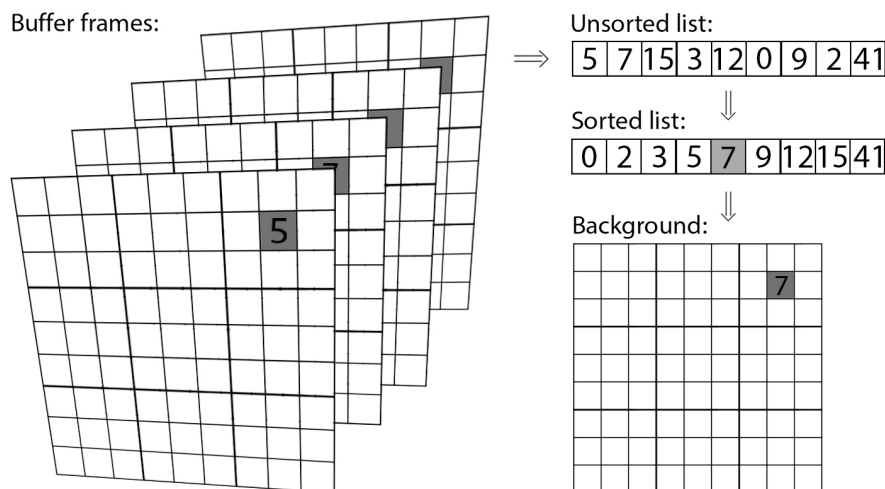 Buffer frames:
7
5
Unsorted list:
5 7 15 3 12 0 9 2 41
Sorted list:
0 2 3 5 7 9 12 15 41
Background:
7